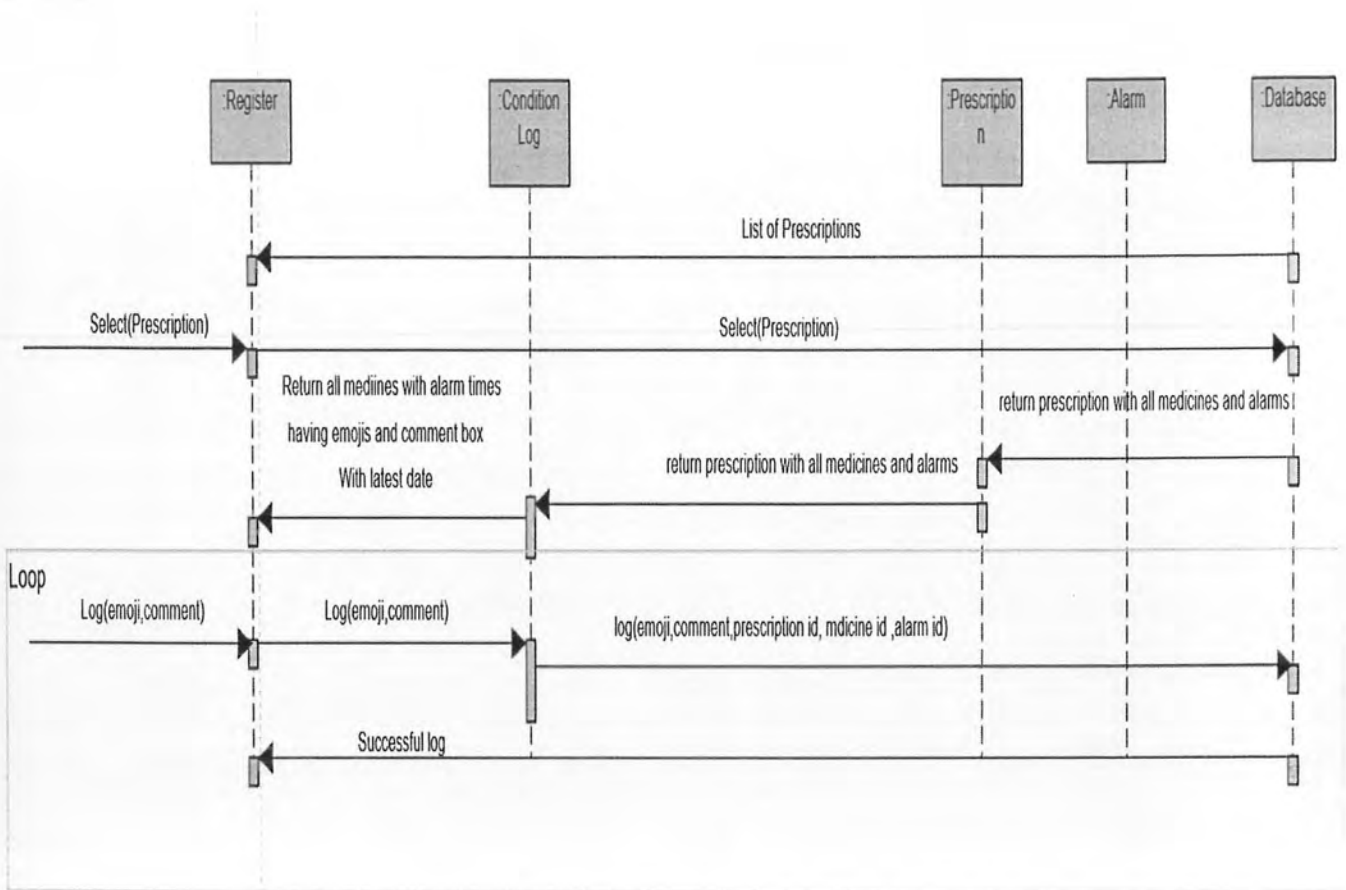 :Register
:Condition
Log
:Prescriptio
n
:Alarm
:Database
List of Prescriptions
Select(Prescription)
Select(Prescription)
Return all mediines with alarm times
having emojis and comment box
With latest date
return prescription with all medicines and alarms
return prescription with all medicines and alarms
Loop
Log(emoji,comment)
Log(emoji,comment)
log(emoji,comment,prescription id, mdicine id ,alarm id)
Successful log